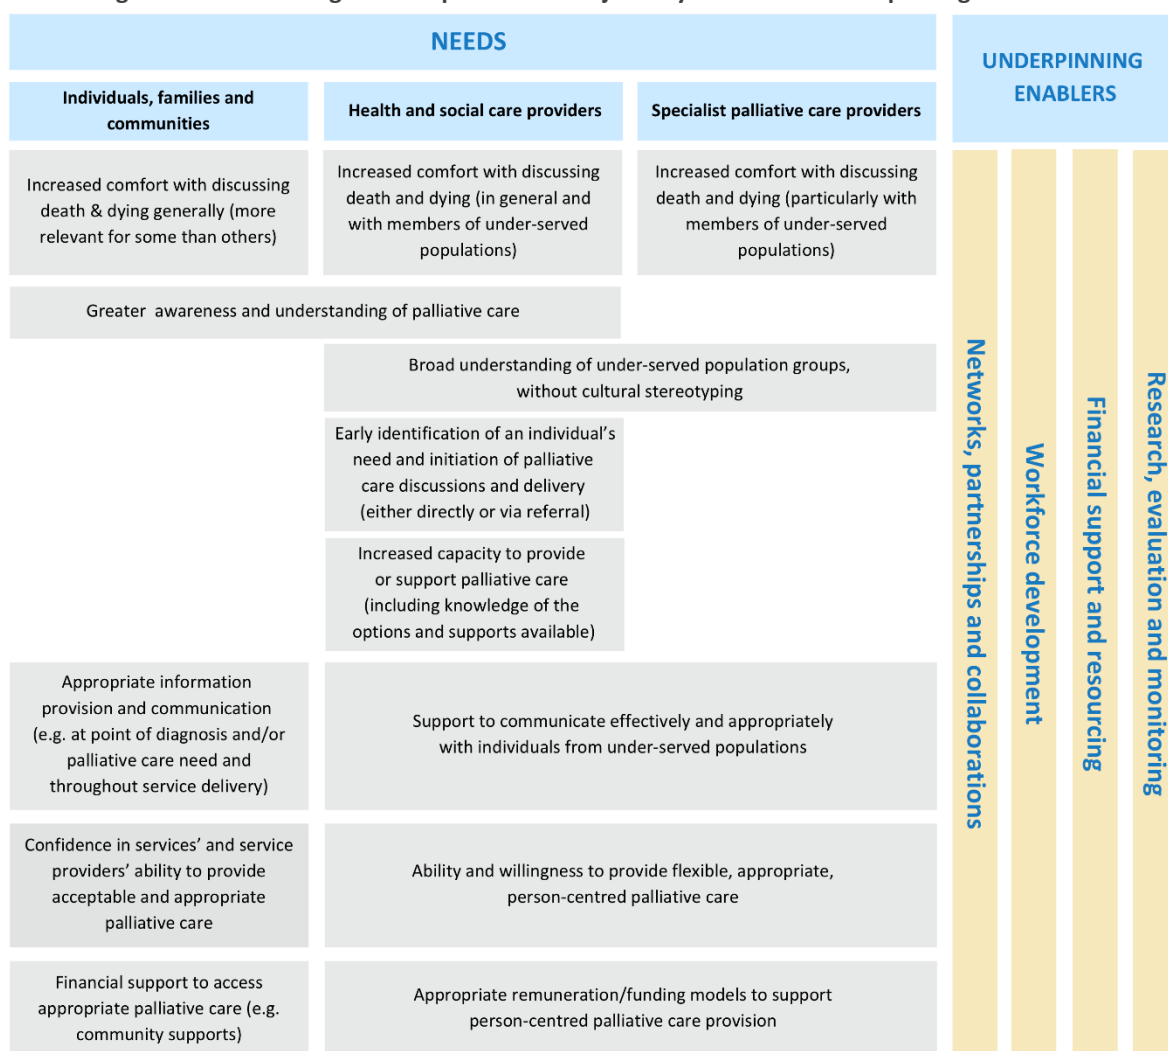 NEEDS
UNDERPINNING
ENABLERS
Individuals, families and
communities
Health and social care providers
Specialist palliative care providers
Increased comfort with discussing
death & dying generally (more
relevant for some than others)
Increased comfort with discussing
death and dying (in general and
with members of under-served
populations)
Increased comfort with discussing
death and dying (particularly with
members of under-served
populations)
Greater awareness and understanding of palliative care
Broad understanding of under-served population groups,
without cultural stereotyping
Early identification of an individual’s
need and initiation of palliative
care discussions and delivery
(either directly or via referral)
Increased capacity to provide
or support palliative care
(including knowledge of the
options and supports available)
Appropriate information
provision and communication
(e.g. at point of diagnosis and/or
palliative care need and
throughout service delivery)
Support to communicate effectively and appropriately
with individuals from under-served populations
Confidence in services’ and service
providers’ ability to provide
acceptable and appropriate
palliative care
Ability and willingness to provide flexible, appropriate,
person-centred palliative care
Financial support to access
appropriate palliative care (e.g.
community supports)
Appropriate remuneration/funding models to support
person-centred palliative care provision
Networks, partnerships and collaborations
Workforce development
Financial support and resourcing
Research, evaluation and monitoring